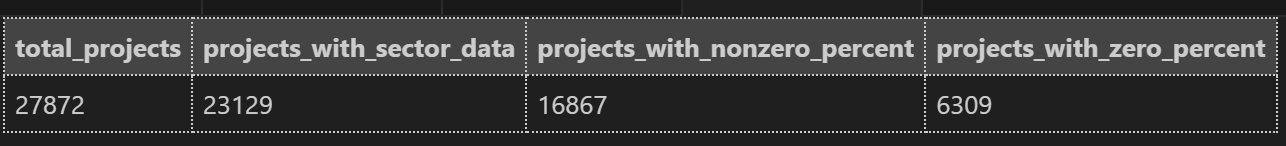 total_projects projects_with_sector_data projects_with_nonzero_percent projects_with_zero_percent
27872 23129 16867 6309